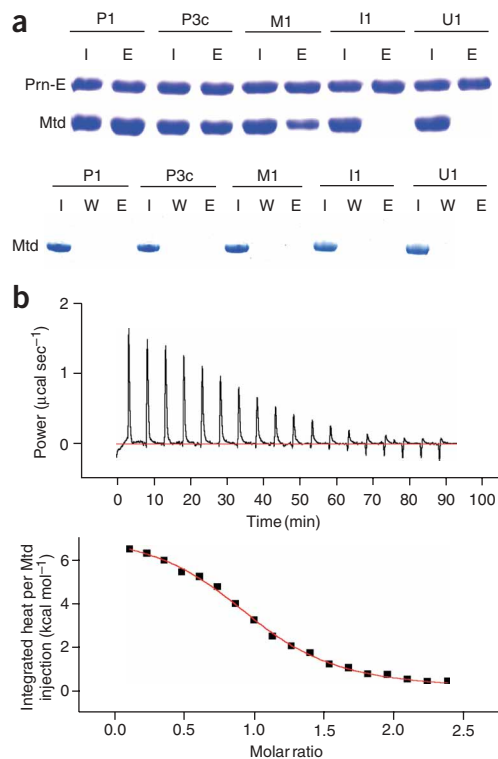 a
P1 P3c M1 I1 U1
I E I E I E I E I E
Prn-E
Mtd
P1 P3c M1 I1 U1
I W E I W E I W E I W E I W E
Mtd
b
Power (μcal sec⁻¹)
2
1
0
0 10 20 30 40 50 60 70 80 90 100
Time (min)
Integrated heat per Mtd
injection (kcal mol⁻¹)
6
4
2
0
0.0 0.5 1.0 1.5 2.0 2.5
Molar ratio